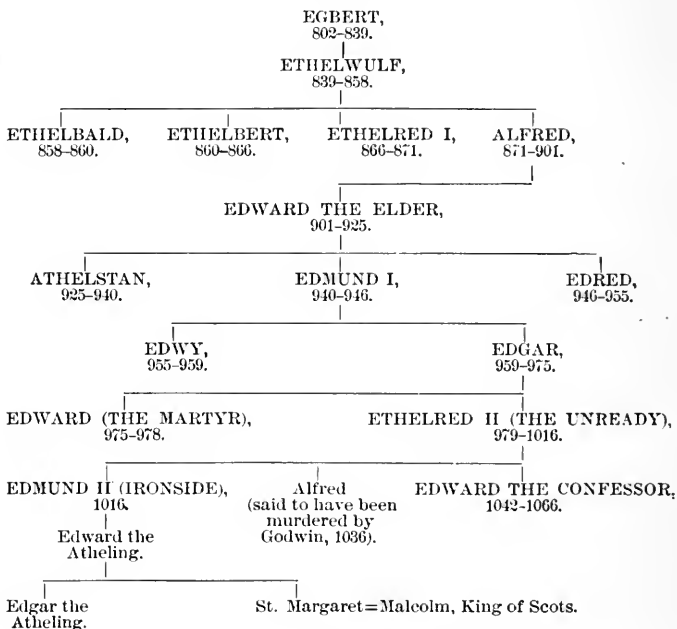 EGBERT,
802–839.
ETHELWULF,
839–858.
ETHELBALD, ETHELBERT, ETHELRED I, ALFRED,
858–860. 860–866. 866–871. 871–901.
EDWARD THE ELDER,
901–925.
ATHELSTAN, EDMUND I, EDRED,
925–940. 940–946. 946–955.
EDWY, EDGAR,
955–959. 959–975.
EDWARD (THE MARTYR), ETHELRED II (THE UNREADY),
975–978. 979–1016.
EDMUND II (IRONSIDE), Alfred EDWARD THE CONFESSOR,
1016. (said to have been 1042–1066.
murdered by
Edward the Godwin, 1036).
Atheling.
Edgar the St. Margaret=Malcolm, King of Scots.
Atheling.